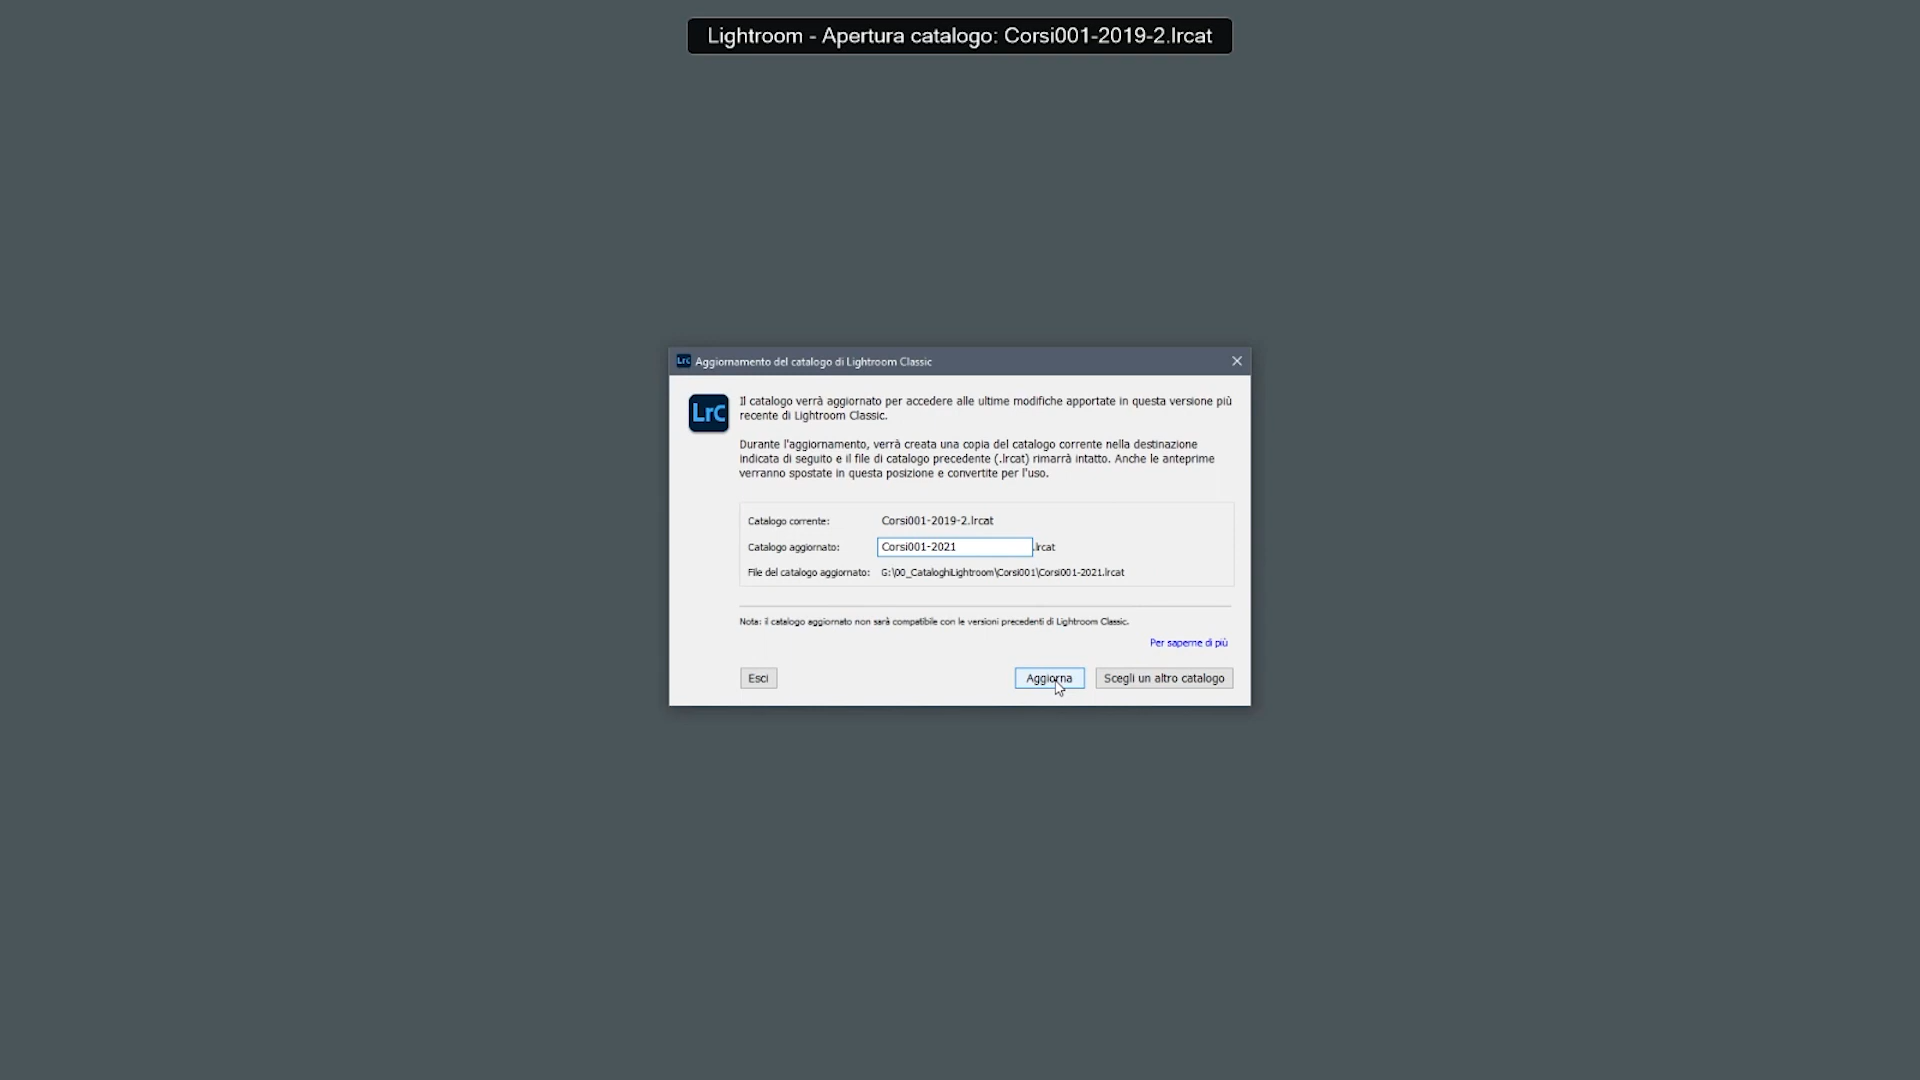 Lightroom - Apertura catalogo: Corsi001-2019-2.lrcat
LrC Aggiornamento del catalogo di Lightroom Classic
LrC
Il catalogo verrà aggiornato per accedere alle ultime modifiche apportate in questa versione più
recente di Lightroom Classic.
Durante l'aggiornamento, verrà creata una copia del catalogo corrente nella destinazione
indicata di seguito e il file di catalogo precedente (.lrcat) rimarrà intatto. Anche le anteprime
verranno spostate in questa posizione e convertite per l'uso.
Catalogo corrente: Corsi001-2019-2.lrcat
Catalogo aggiornato: Corsi001-2021 .lrcat
File del catalogo aggiornato: G:\00_CataloghiLightroom\Corsi001\Corsi001-2021.lrcat
Nota: il catalogo aggiornato non sarà compatibile con le versioni precedenti di Lightroom Classic.
Per saperne di più
Esci Aggiorna Scegli un altro catalogo